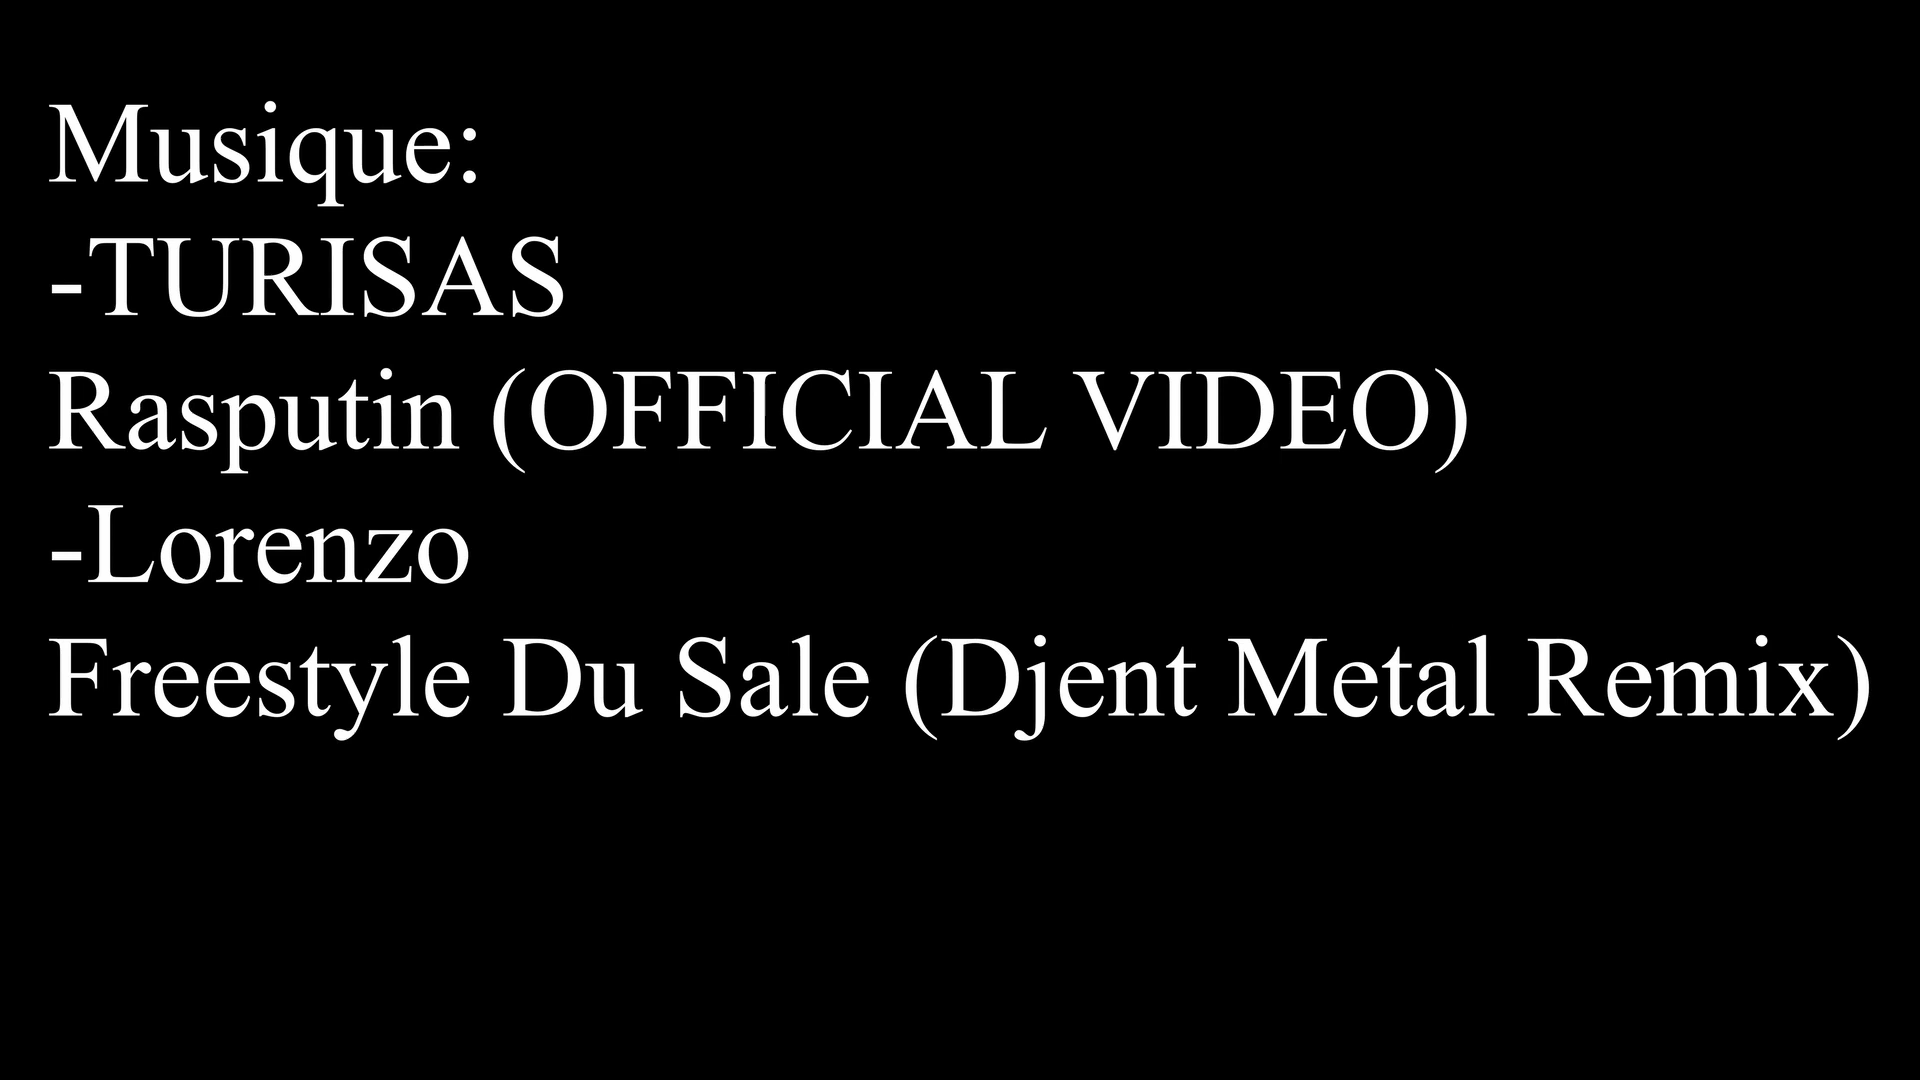 Musique:
-TURISAS
Rasputin (OFFICIAL VIDEO)
-Lorenzo
Freestyle Du Sale (Djent Metal Remix)